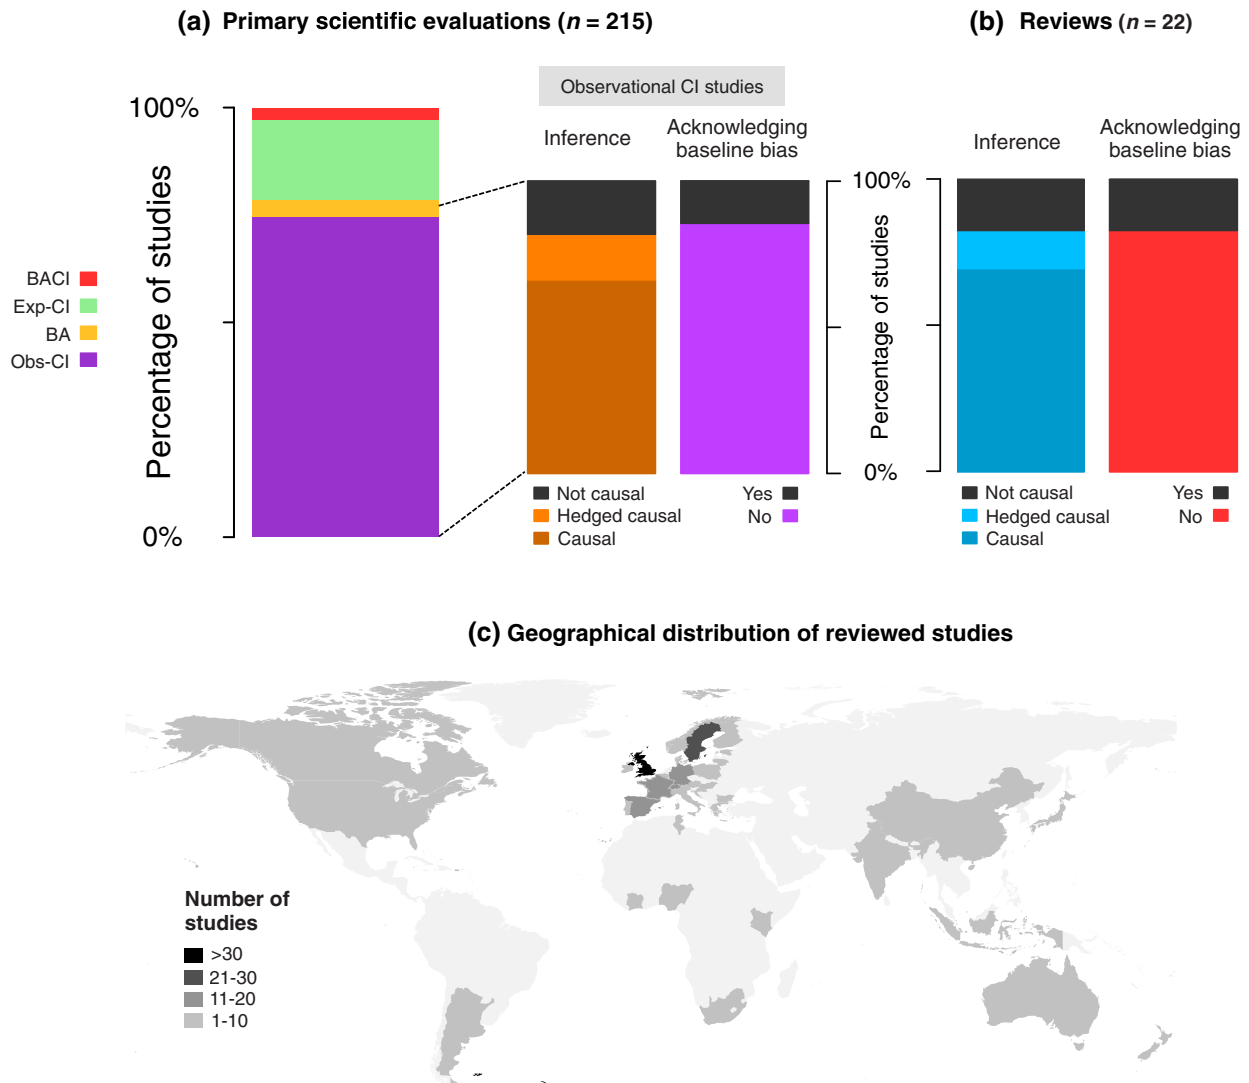 (a) Primary scientific evaluations (n = 215)
(b) Reviews (n = 22)
Observational CI studies
100%
Percentage of studies
0%
BACI
Exp-CI
BA
Obs-CI
Inference
Acknowledging
baseline bias
Not causal
Hedged causal
Causal
Yes
No
100%
Percentage of studies
0%
Inference
Acknowledging
baseline bias
Not causal
Hedged causal
Causal
Yes
No
(c) Geographical distribution of reviewed studies
Number of
studies
>30
21-30
11-20
1-10